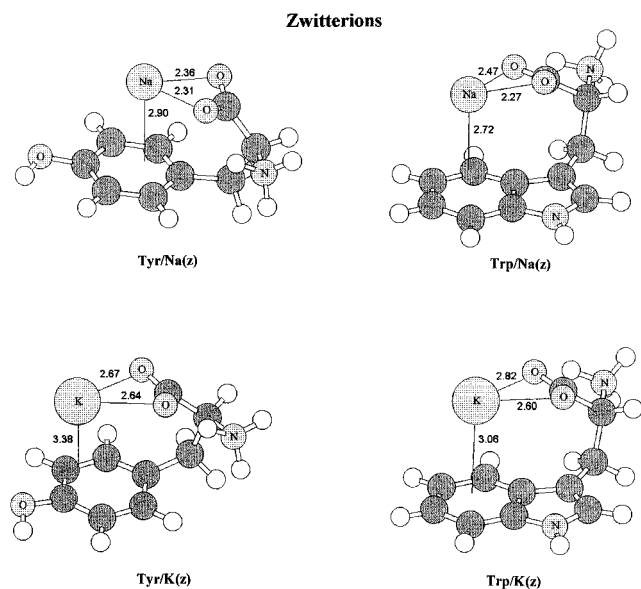 Zwitterions
Na
2.36
O
2.31
O
2.90
O
N
Tyr/Na(z)
2.47
O
N
O
Na
2.27
2.72
N
Trp/Na(z)
2.67
O
K
2.64
O
3.38
N
O
Tyr/K(z)
2.82
O
N
K
2.60
O
3.06
N
Trp/K(z)